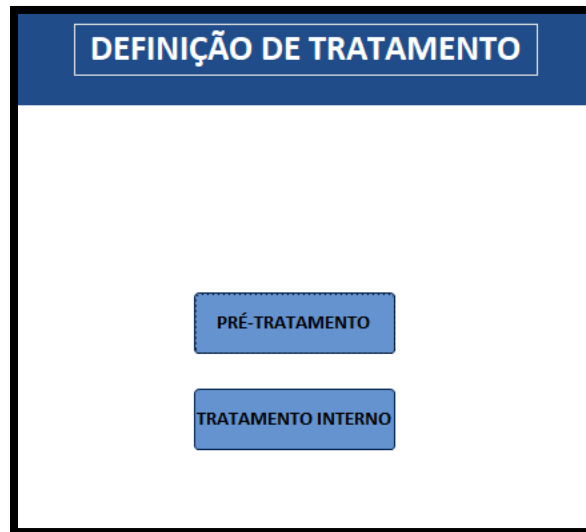 DEFINIÇÃO DE TRATAMENTO
PRÉ-TRATAMENTO
TRATAMENTO INTERNO